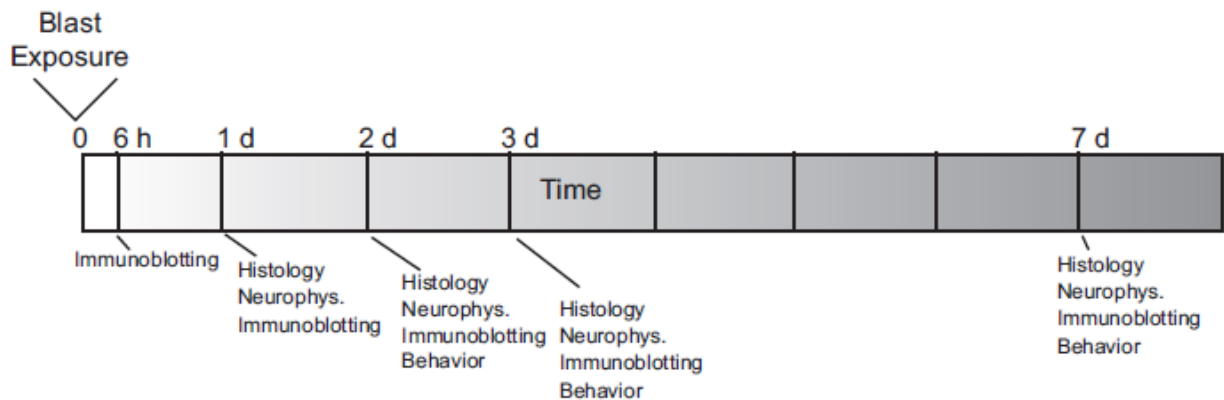 Blast
Exposure
0 6 h 1 d 2 d 3 d 7 d
Time
Immunoblotting
Histology
Neurophys.
Immunoblotting
Histology
Neurophys.
Immunoblotting
Behavior
Histology
Neurophys.
Immunoblotting
Behavior
Histology
Neurophys.
Immunoblotting
Behavior